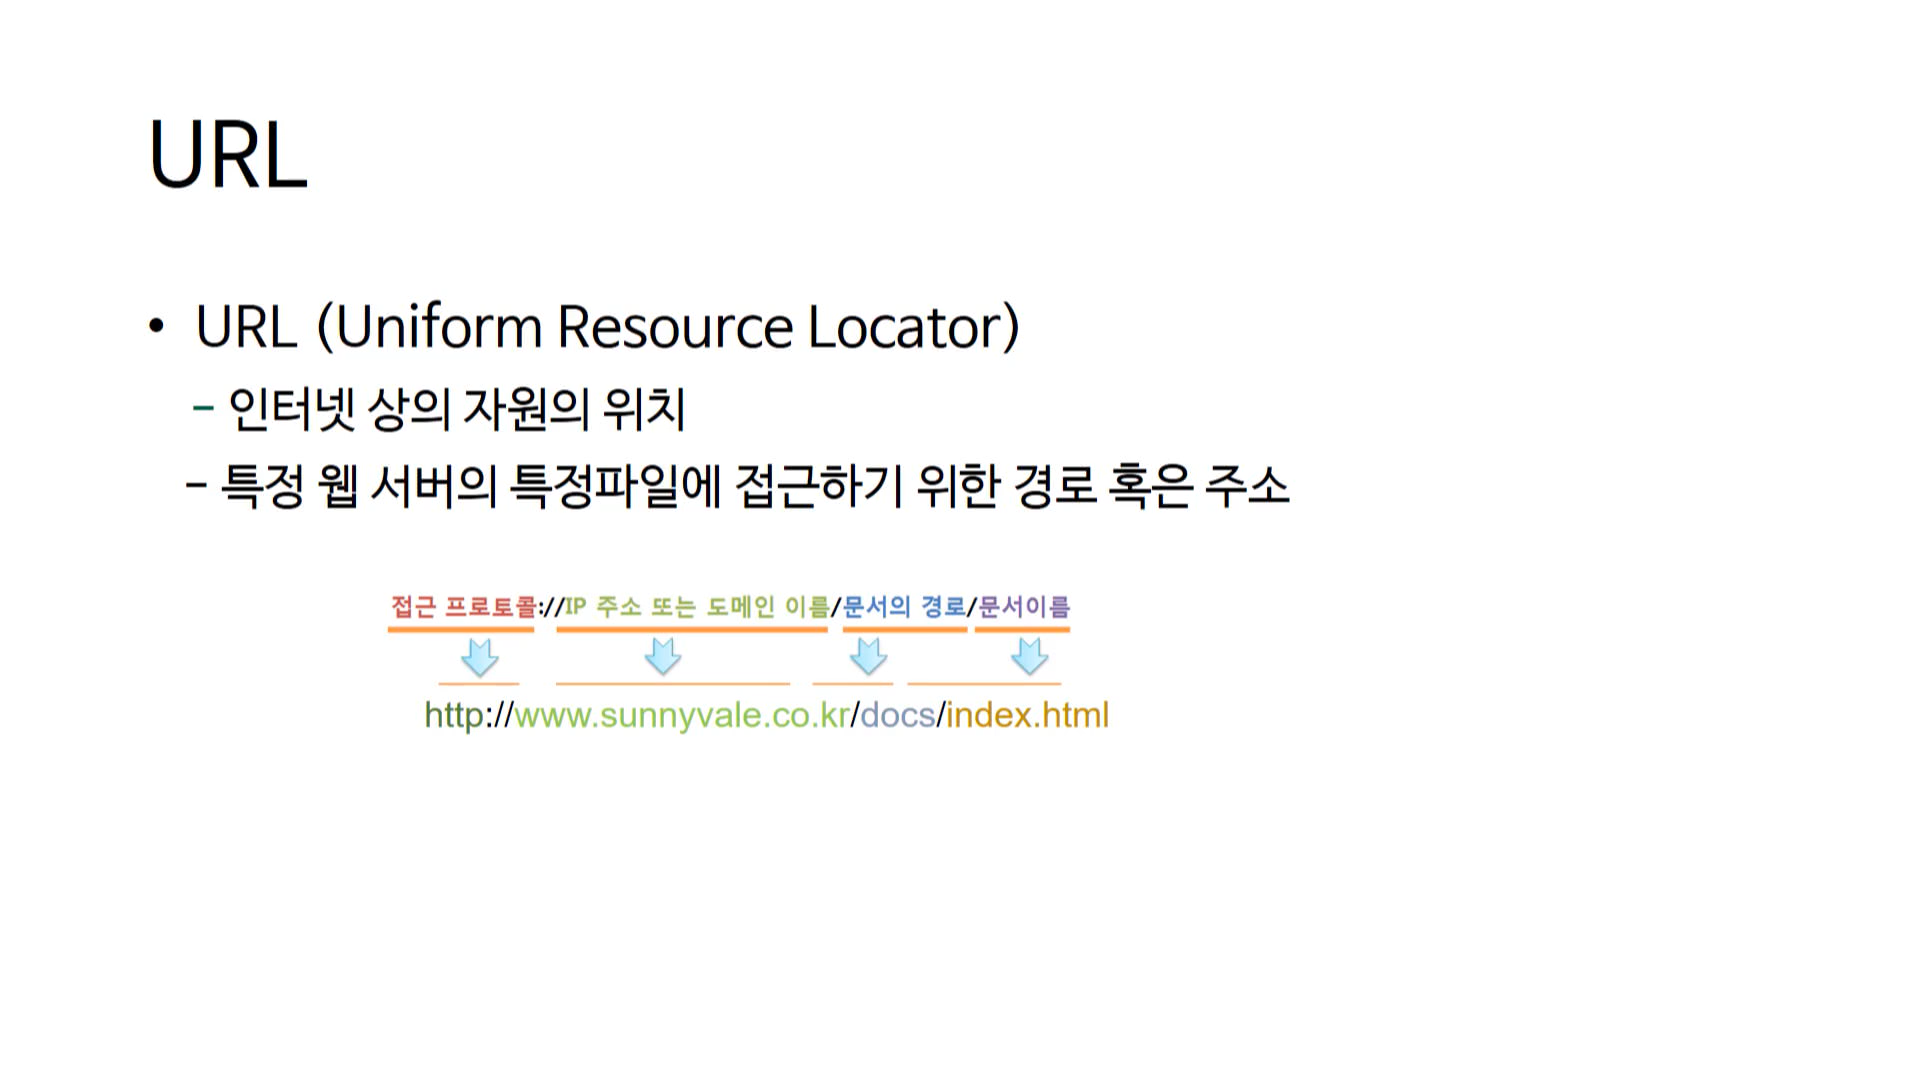 URL
• URL (Uniform Resource Locator)
– 인터넷 상의 자원의 위치
– 특정 웹 서버의 특정파일에 접근하기 위한 경로 혹은 주소
접근 프로토콜://IP 주소 또는 도메인 이름/문서의 경로/문서이름
http://www.sunnyvale.co.kr/docs/index.html